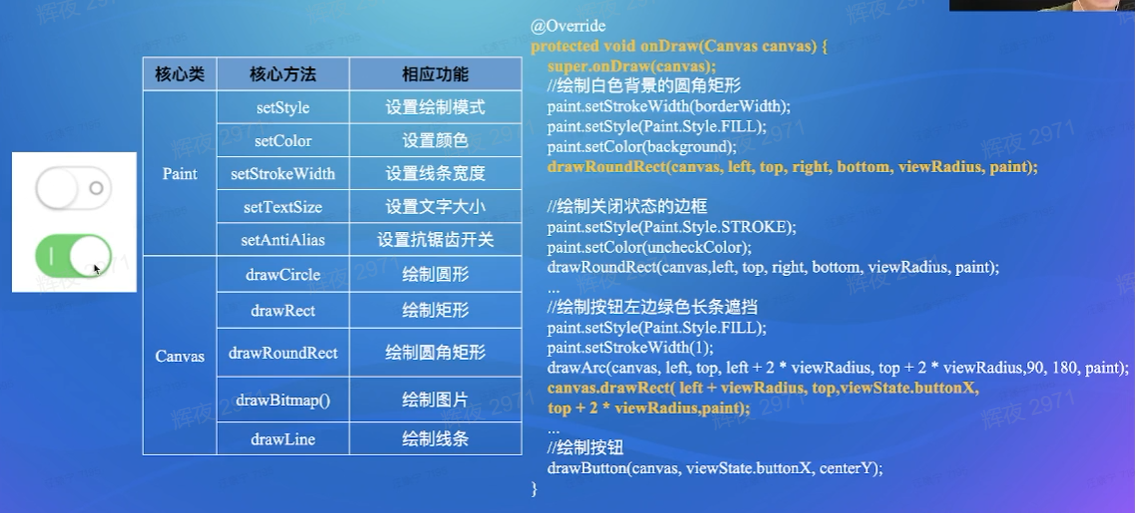 核心类 核心方法 相应功能
Paint
setStyle 设置绘制模式
setColor 设置颜色
setStrokeWidth 设置线条宽度
setTextSize 设置文字大小
setAntiAlias 设置抗锯齿开关
Canvas
drawCircle 绘制圆形
drawRect 绘制矩形
drawRoundRect 绘制圆角矩形
drawBitmap() 绘制图片
drawLine 绘制线条
@Override
protected void onDraw(Canvas canvas) {
super.onDraw(canvas);
//绘制白色背景的圆角矩形
paint.setStrokeWidth(borderWidth);
paint.setStyle(Paint.Style.FILL);
paint.setColor(background);
drawRoundRect(canvas, left, top, right, bottom, viewRadius, paint);
//绘制关闭状态的边框
paint.setStyle(Paint.Style.STROKE);
paint.setColor(uncheckColor);
drawRoundRect(canvas,left, top, right, bottom, viewRadius, paint);
...
//绘制按钮左边绿色长条遮挡
paint.setStyle(Paint.Style.FILL);
paint.setStrokeWidth(1);
drawArc(canvas, left, top, left + 2 * viewRadius, top + 2 * viewRadius,90, 180, paint);
canvas.drawRect( left + viewRadius, top,viewState.buttonX,
top + 2 * viewRadius,paint);
...
//绘制按钮
drawButton(canvas, viewState.buttonX, centerY);
}
辉夜 2971